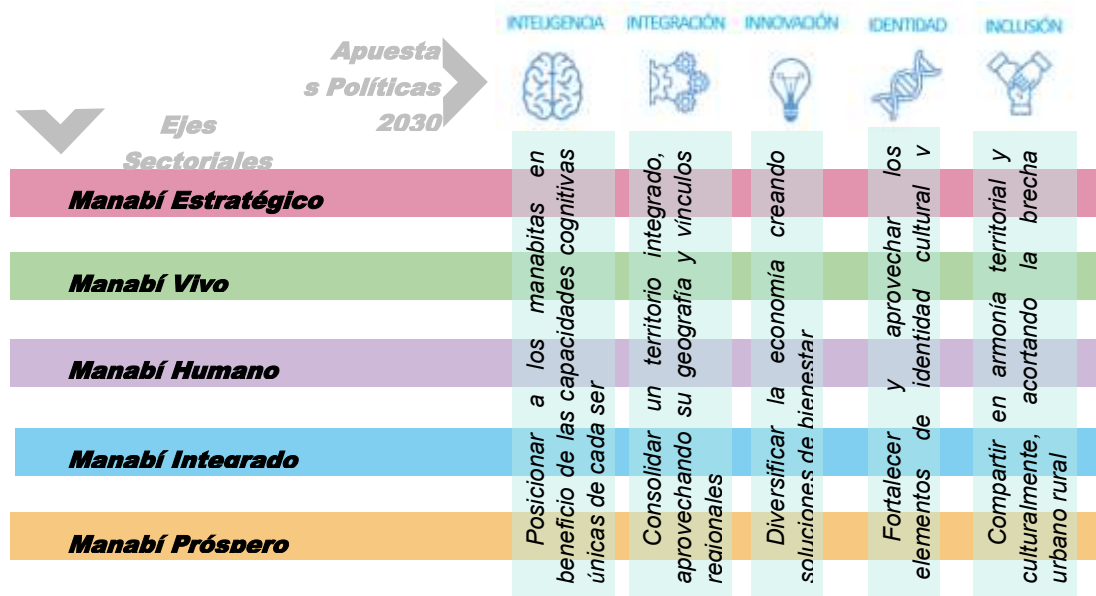 INTELIGENCIA
INTEGRACIÓN
INNOVACIÓN
IDENTIDAD
INCLUSIÓN
Apuesta
s Políticas
2030
Ejes
Sectoriales
Manabí Estratégico
Manabí Vivo
Manabí Humano
Manabí Integrado
Manabí Próspero
Posicionar a los manabitas en
beneficio de las capacidades cognitivas
únicas de cada ser
Consolidar un territorio integrado,
aprovechando su geografía y vínculos
regionales
Diversificar la economía creando
soluciones de bienestar
Fortalecer y aprovechar los
elementos de identidad cultural v
Compartir en armonía territorial y
culturalmente, acortando la brecha
urbano rural